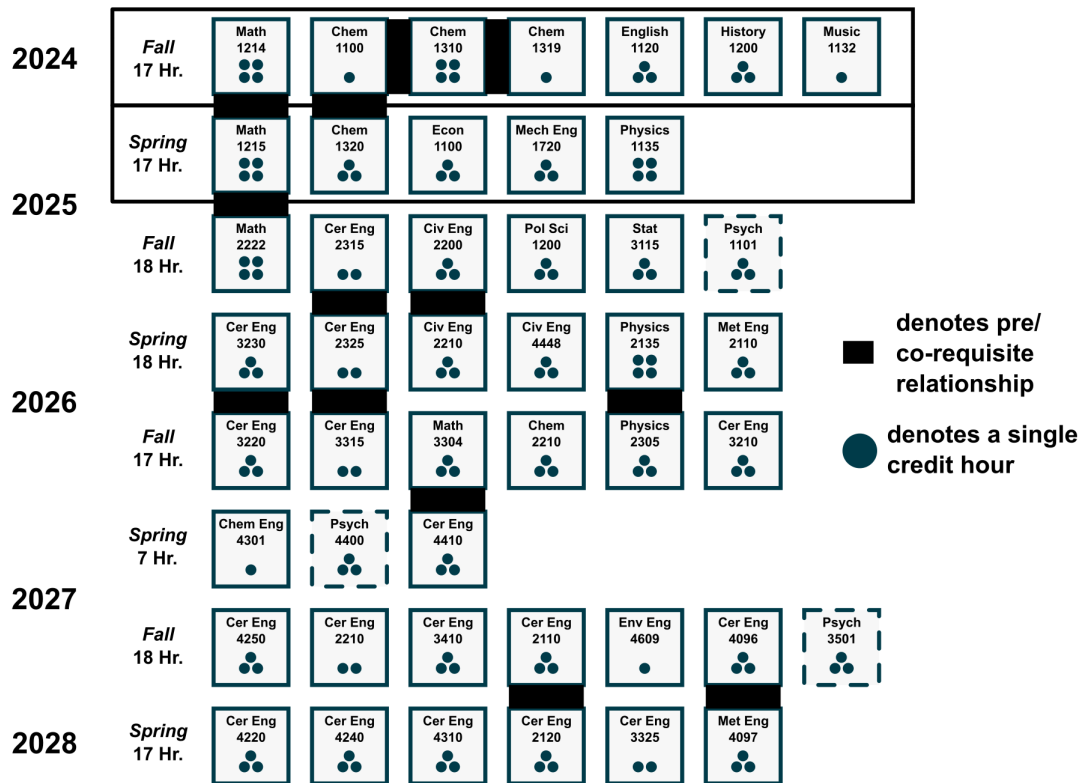 2024
Fall
17 Hr.
Math
1214
Chem
1100
Chem
1310
Chem
1319
English
1120
History
1200
Music
1132
Spring
17 Hr.
Math
1215
Chem
1320
Econ
1100
Mech Eng
1720
Physics
1135
2025
Fall
18 Hr.
Math
2222
Cer Eng
2315
Civ Eng
2200
Pol Sci
1200
Stat
3115
Psych
1101
Spring
18 Hr.
Cer Eng
3230
Cer Eng
2325
Civ Eng
2210
Civ Eng
4448
Physics
2135
Met Eng
2110
denotes pre/
co-requisite
relationship
2026
Fall
17 Hr.
Cer Eng
3220
Cer Eng
3315
Math
3304
Chem
2210
Physics
2305
Cer Eng
3210
denotes a single
credit hour
Spring
7 Hr.
Chem Eng
4301
Psych
4400
Cer Eng
4410
2027
Fall
18 Hr.
Cer Eng
4250
Cer Eng
2210
Cer Eng
3410
Cer Eng
2110
Env Eng
4609
Cer Eng
4096
Psych
3501
2028
Spring
17 Hr.
Cer Eng
4220
Cer Eng
4240
Cer Eng
4310
Cer Eng
2120
Cer Eng
3325
Met Eng
4097